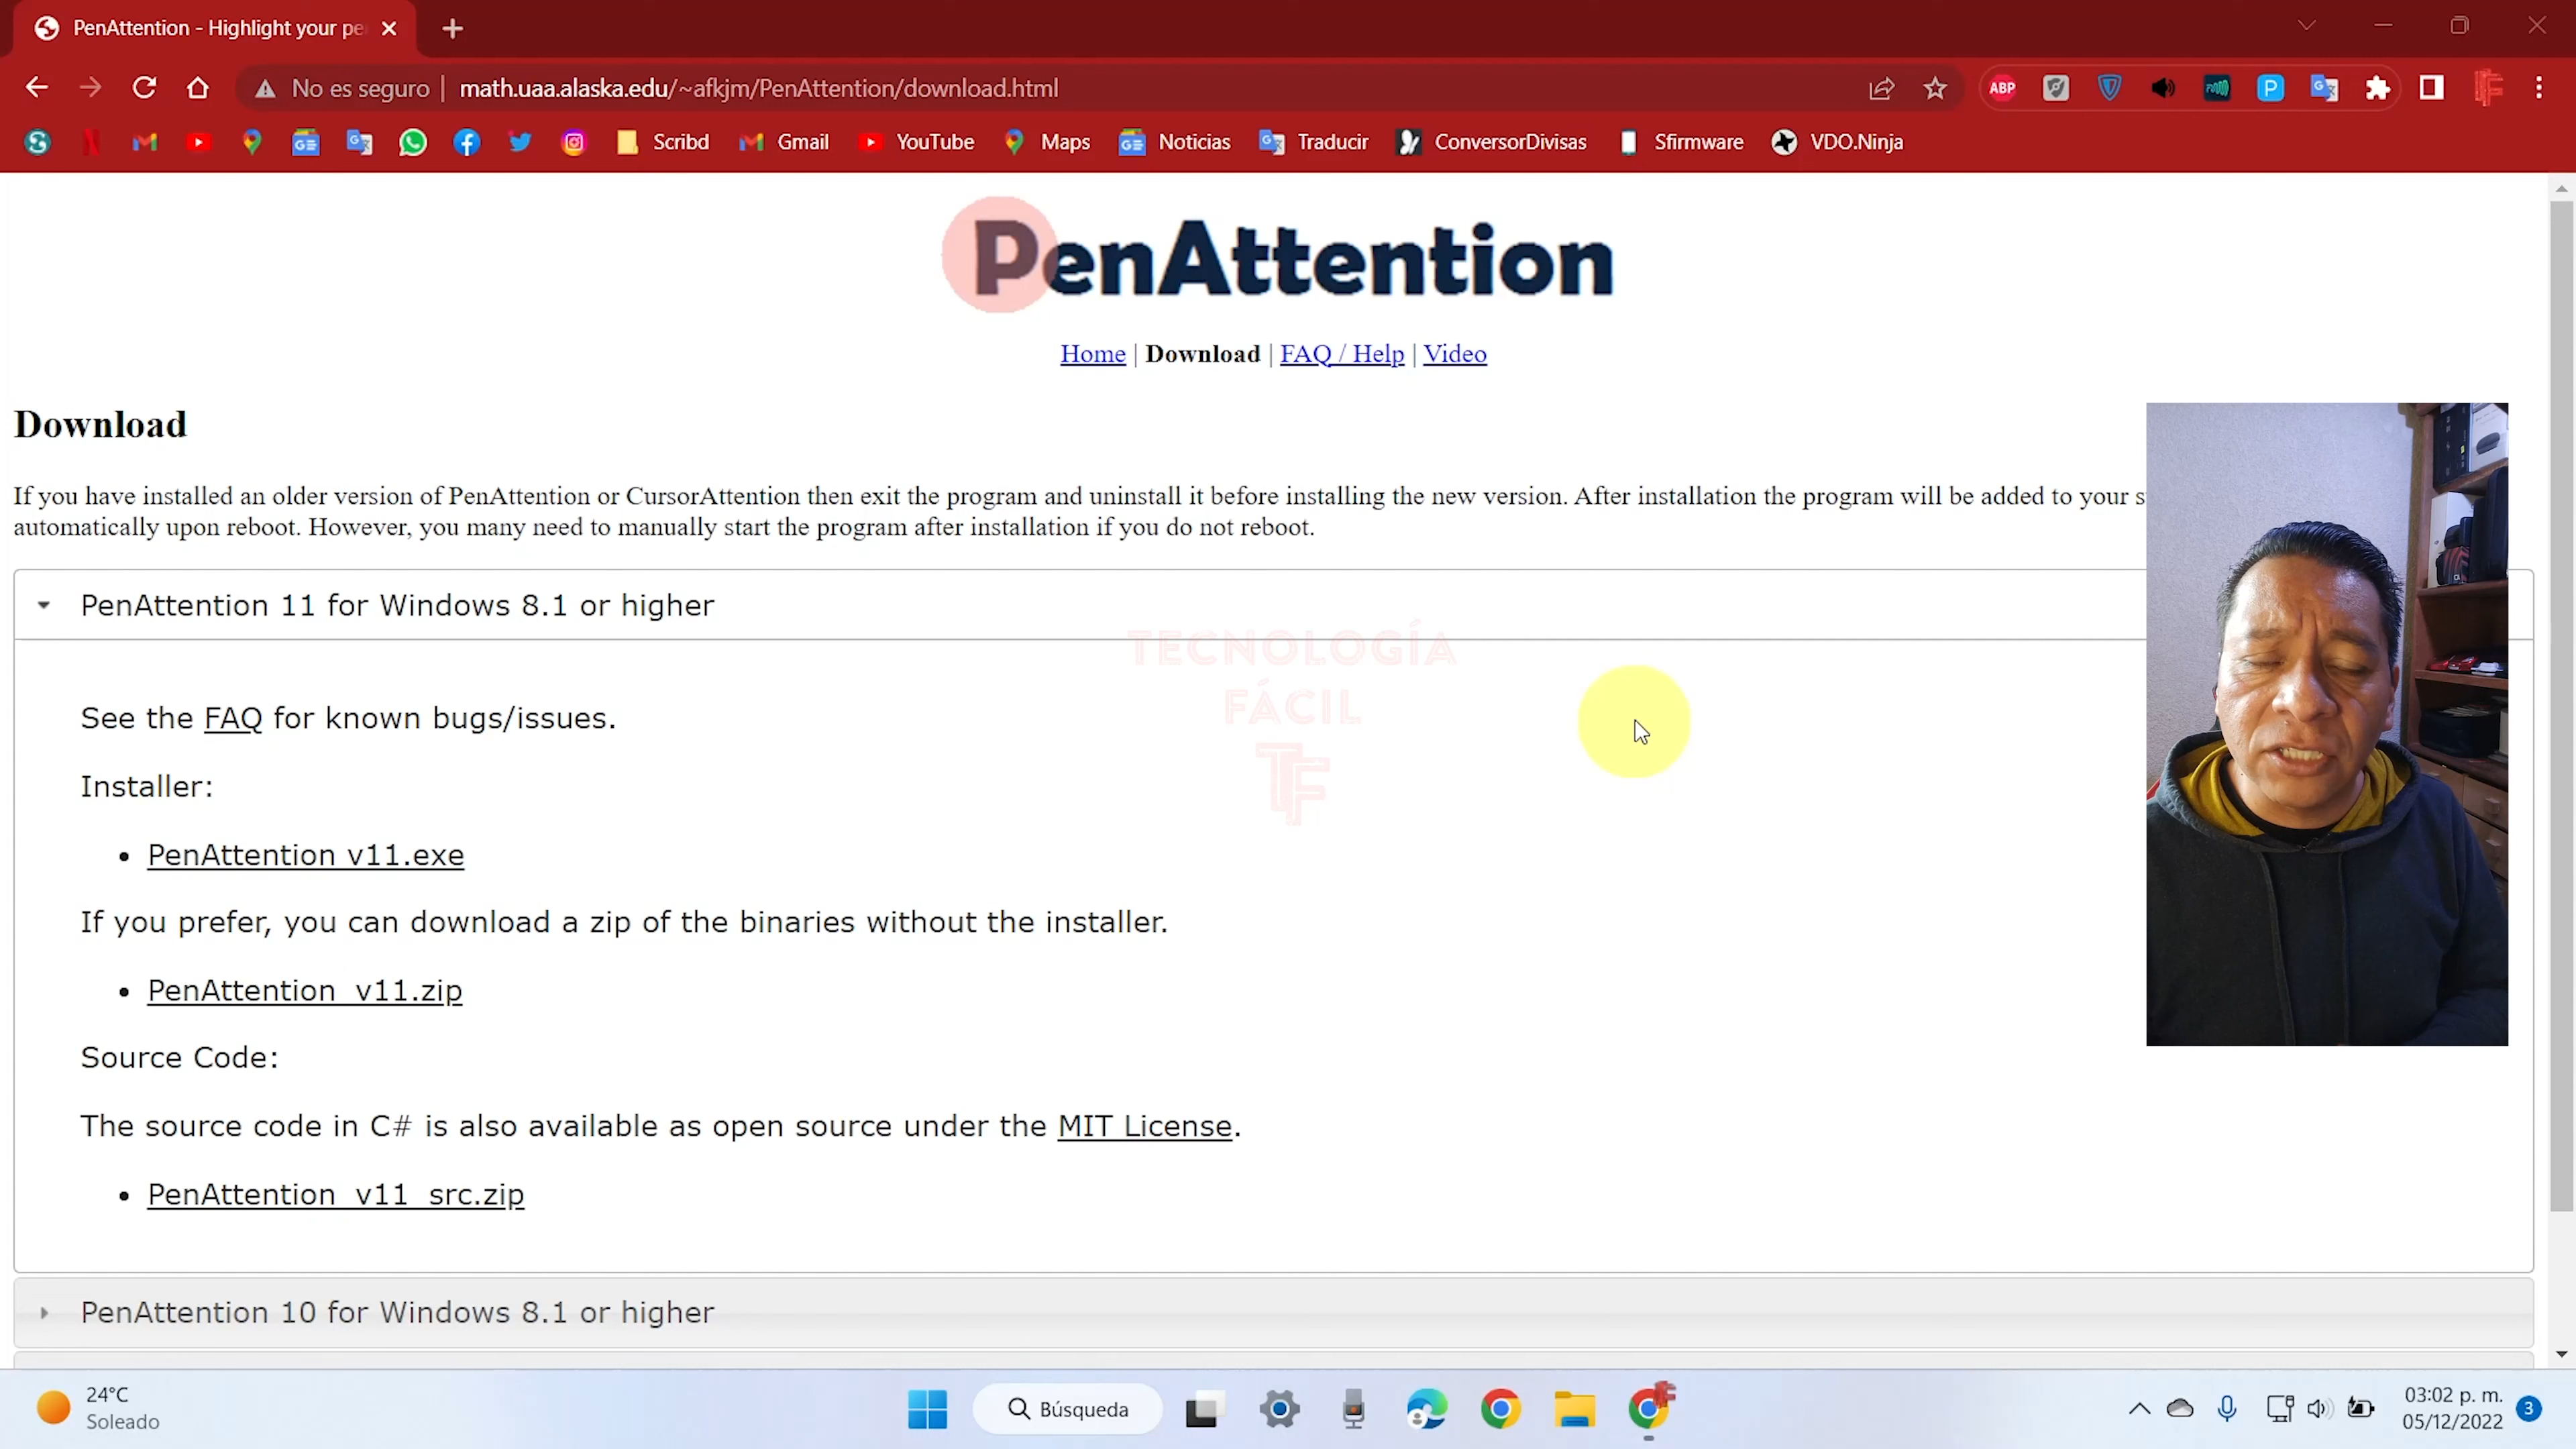 PenAttention - Highlight your pe
No es seguro
math.uaa.alaska.edu/~afkjm/PenAttention/download.html
ABP
Scribd
Gmail
YouTube
Maps
Noticias
Traducir
ConversorDivisas
Sfirmware
VDO.Ninja
PenAttention
Home | Download | FAQ / Help | Video
Download
If you have installed an older version of PenAttention or CursorAttention then exit the program and uninstall it before installing the new version. After installation the program will be added to your
automatically upon reboot. However, you many need to manually start the program after installation if you do not reboot.
PenAttention 11 for Windows 8.1 or higher
TECNOLOGÍA
FÁCIL
TF
See the FAQ for known bugs/issues.
Installer:
• PenAttention v11.exe
If you prefer, you can download a zip of the binaries without the installer.
• PenAttention_v11.zip
Source Code:
The source code in C# is also available as open source under the MIT License.
• PenAttention_v11_src.zip
PenAttention 10 for Windows 8.1 or higher
24°C
Soleado
Búsqueda
03:02 p. m.
05/12/2022
3